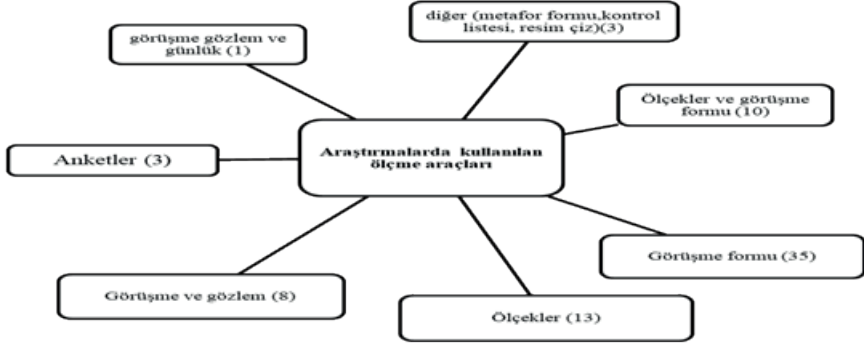 diğer (metafor formu,kontrol
listesi, resim çiz)(3)
görüşme gözlem ve
günlük (1)
Ölçekler ve görüşme
formu (10)
Araştırmalarda kullanılan
ölçme araçları
Anketler (3)
Görüşme formu (35)
Görüşme ve gözlem (8)
Ölçekler (13)